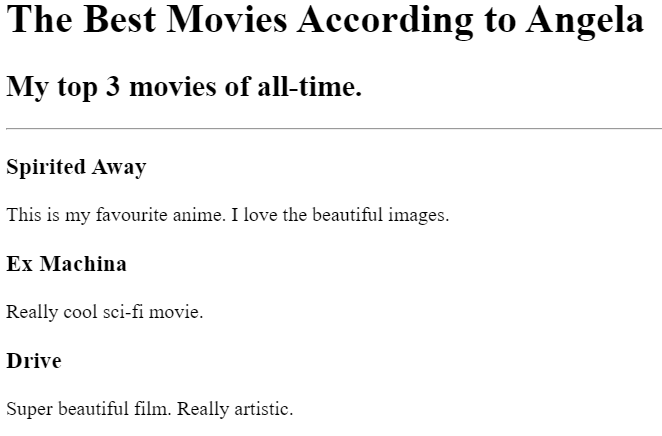 The Best Movies According to Angela
My top 3 movies of all-time.
Spirited Away
This is my favourite anime. I love the beautiful images.
Ex Machina
Really cool sci-fi movie.
Drive
Super beautiful film. Really artistic.